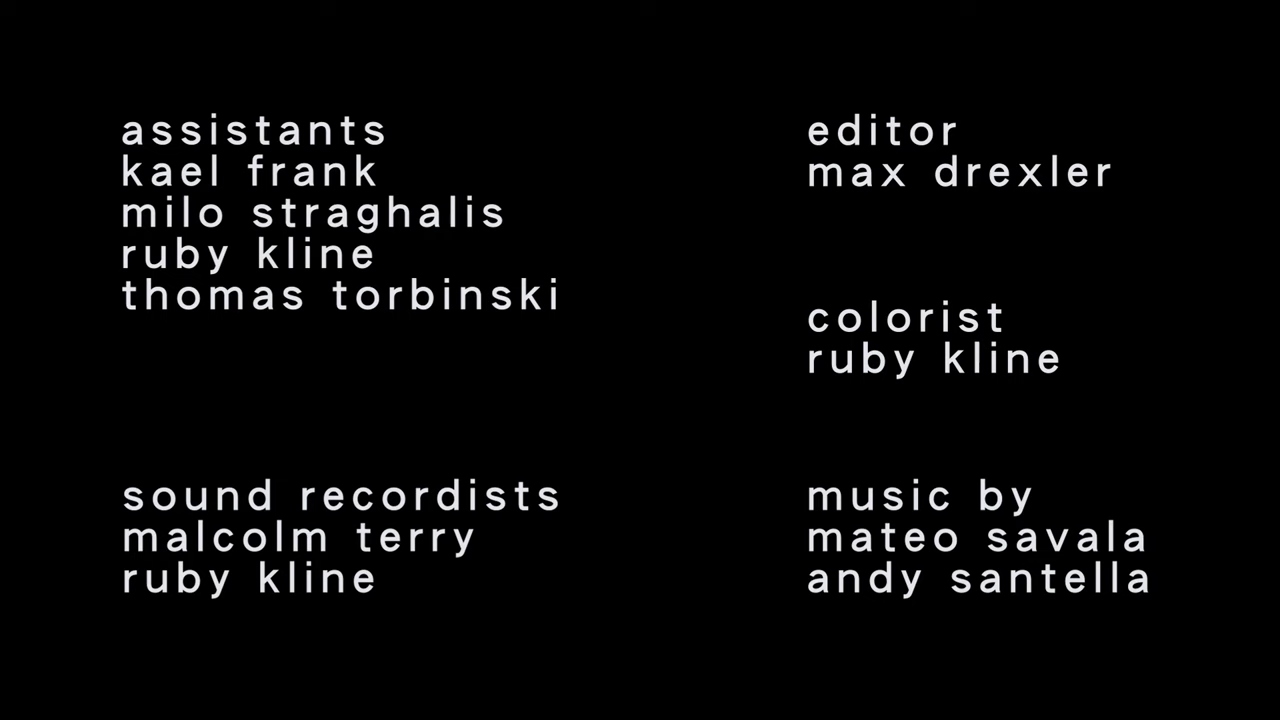 assistants
kael frank
milo straghalis
ruby kline
thomas torbinski
sound recordists
malcolm terry
ruby kline
editor
max drexler
colorist
ruby kline
music by
mateo savala
andy santella